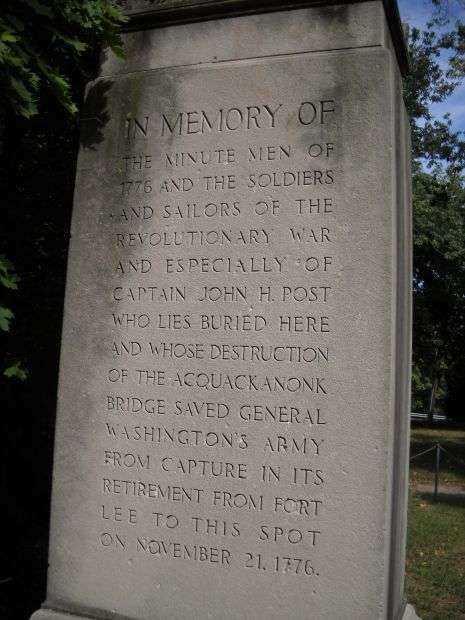 IN MEMORY OF
THE MINUTE MEN OF
1776 AND THE SOLDIERS
AND SAILORS OF THE
REVOLUTIONARY WAR
AND ESPECIALLY OF
CAPTAIN JOHN H. POST
WHO LIES BURIED HERE
AND WHOSE DESTRUCTION
OF THE ACQUACKANONK
BRIDGE SAVED GENERAL
WASHINGTON'S ARMY
FROM CAPTURE IN ITS
RETIREMENT FROM FORT
LEE TO THIS SPOT
ON NOVEMBER 21, 1776.